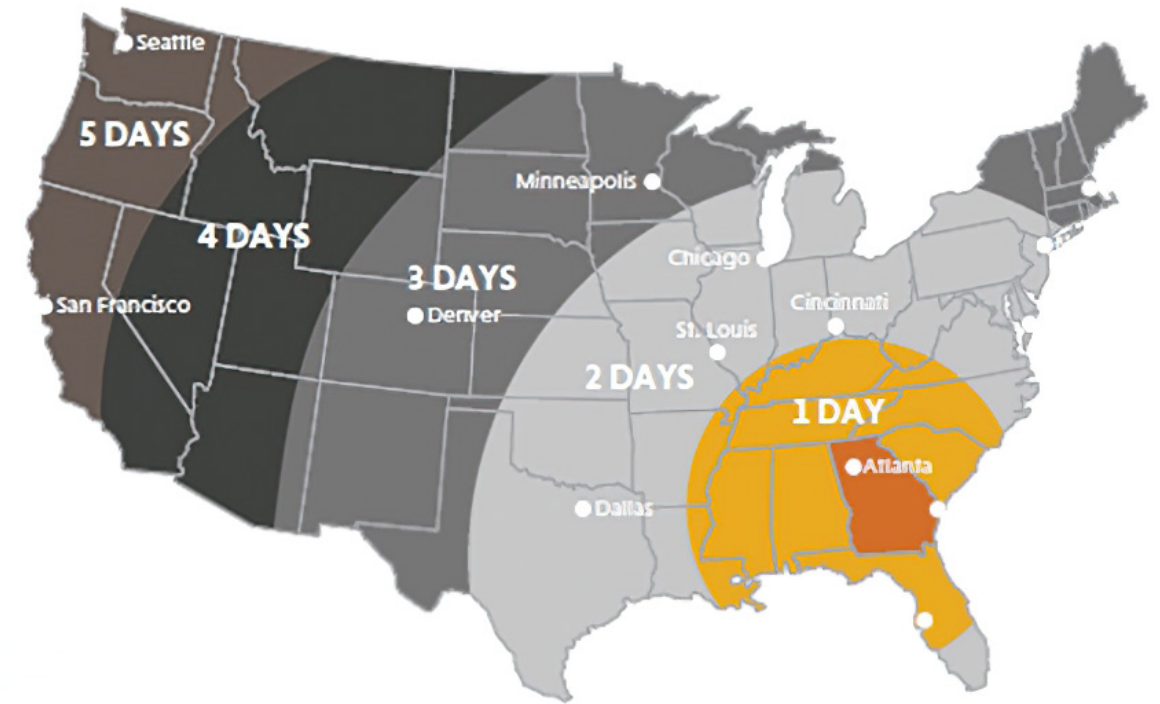 Seattle
5 DAYS
Minneapolis
4 DAYS
Chicago
3 DAYS
San Francisco
Cincinnati
Denver
St. Louis
2 DAYS
1 DAY
Atlanta
Dallas